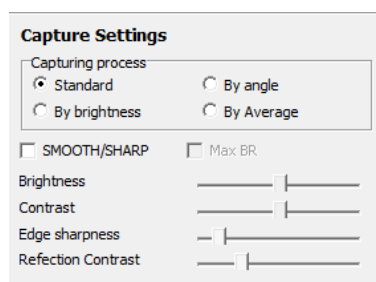 Capture Settings
Capturing process
Standard By angle
By brightness By Average
SMOOTH/SHARP Max BR
Brightness
Contrast
Edge sharpness
Refection Contrast